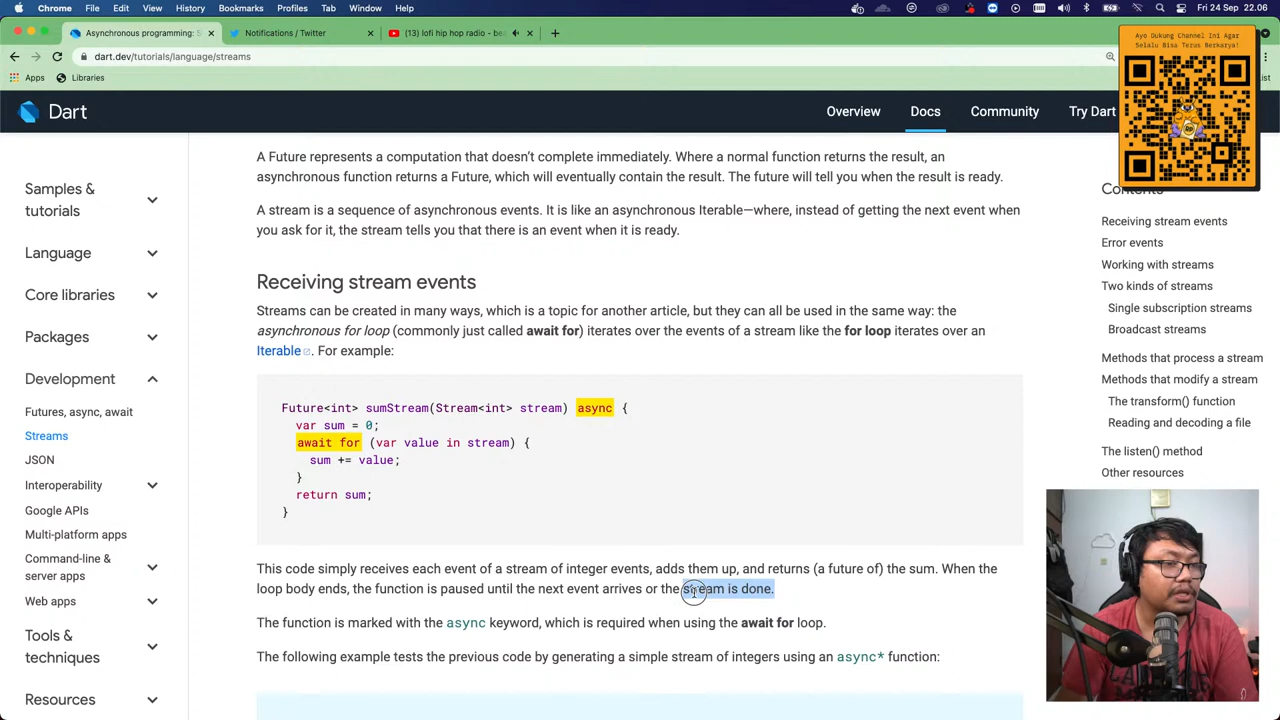 Chrome File Edit View History Bookmarks Profiles Tab Window Help Fri 24 Sep 22.06
Asynchronous programming: S
Notifications / Twitter
(13) lofi hip hop radio - bea
dart.dev/tutorials/language/streams
Apps Libraries
Ayo Dukung Channel Ini Agar
Selalu Bisa Terus Berkarya!
Dart
Overview Docs Community Try Dart
Samples &
tutorials
Language
Core libraries
Packages
Development
Futures, async, await
Streams
JSON
Interoperability
Google APIs
Multi-platform apps
Command-line &
server apps
Web apps
Tools &
techniques
Resources
A Future represents a computation that doesn't complete immediately. Where a normal function returns the result, an
asynchronous function returns a Future, which will eventually contain the result. The future will tell you when the result is ready.
A stream is a sequence of asynchronous events. It is like an asynchronous Iterable—where, instead of getting the next event when
you ask for it, the stream tells you that there is an event when it is ready.
Receiving stream events
Streams can be created in many ways, which is a topic for another article, but they can all be used in the same way: the
asynchronous for loop (commonly just called await for) iterates over the events of a stream like the for loop iterates over an
Iterable. For example:
Future<int> sumStream(Stream<int> stream) async {
var sum = 0;
await for (var value in stream) {
sum += value;
}
return sum;
}
This code simply receives each event of a stream of integer events, adds them up, and returns (a future of) the sum. When the
loop body ends, the function is paused until the next event arrives or the stream is done.
The function is marked with the async keyword, which is required when using the await for loop.
The following example tests the previous code by generating a simple stream of integers using an async* function:
Contents
Receiving stream events
Error events
Working with streams
Two kinds of streams
Single subscription streams
Broadcast streams
Methods that process a stream
Methods that modify a stream
The transform() function
Reading and decoding a file
The listen() method
Other resources